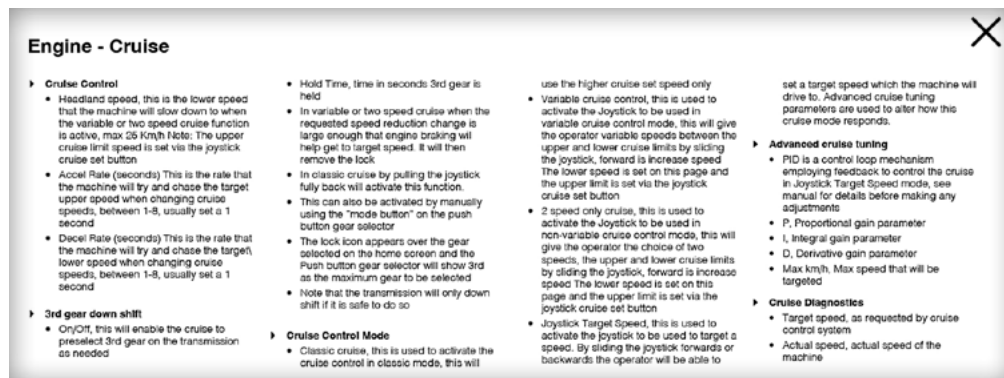 Engine - Cruise
Cruise Control
Headland speed, this is the lower speed
that the machine will slow down to when
the variable or two speed cruise function
is active, max 25 Km/h Note: The upper
cruise limit speed is set via the joystick
cruise set button
Accel Rate (seconds) This is the rate that
the machine will try and chase the target
upper speed when changing cruise
speeds, between 1-8, usually set a 1
second
Decel Rate (seconds) This is the rate that
the machine will try and chase the target\
lower speed when changing cruise
speeds, between 1-8, usually set a 1
second
3rd gear down shift
On/Off, this will enable the cruise to
preselect 3rd gear on the transmission
as needed
Hold Time, time in seconds 3rd gear is
held
In variable or two speed cruise when the
requested speed reduction change is
large enough that engine braking wil
help get to target speed. It will then
remove the lock
In classic cruise by pulling the joystick
fully back will activate this function.
This can also be activated by manually
using the "mode button" on the push
button gear selector
The lock icon appears over the gear
selected on the home screen and the
Push button gear selector will show 3rd
as the maximum gear to be selected
Note that the transmission will only down
shift if it is safe to do so
Cruise Control Mode
Classic cruise, this is used to activate the
cruise control in classic mode, this will
use the higher cruise set speed only
Variable cruise control, this is used to
activate the Joystick to be used in
variable cruise control mode, this will give
the operator variable speeds between the
upper and lower cruise limits by sliding
the joystick, forward is increase speed
The lower speed is set on this page and
the upper limit is set via the joystick
cruise set button
2 speed only cruise, this is used to
activate the Joystick to be used in
non-variable cruise control mode, this will
give the operator the choice of two
speeds, the upper and lower cruise limits
by sliding the joystick, forward is increase
speed The lower speed is set on this
page and the upper limit is set via the
joystick cruise set button
Joystick Target Speed, this is used to
activate the joystick to be used to target a
speed. By sliding the joystick forwards or
backwards the operator will be able to
set a target speed which the machine will
drive to. Advanced cruise tuning
parameters are used to alter how this
cruise mode responds.
Advanced cruise tuning
PID is a control loop mechanism
employing feedback to control the cruise
in Joystick Target Speed mode, see
manual for details before making any
adjustments
P, Proportional gain parameter
I, Integral gain parameter
D, Derivative gain parameter
Max km/h, Max speed that will be
targeted
Cruise Diagnostics
Target speed, as requested by cruise
control system
Actual speed, actual speed of the
machine